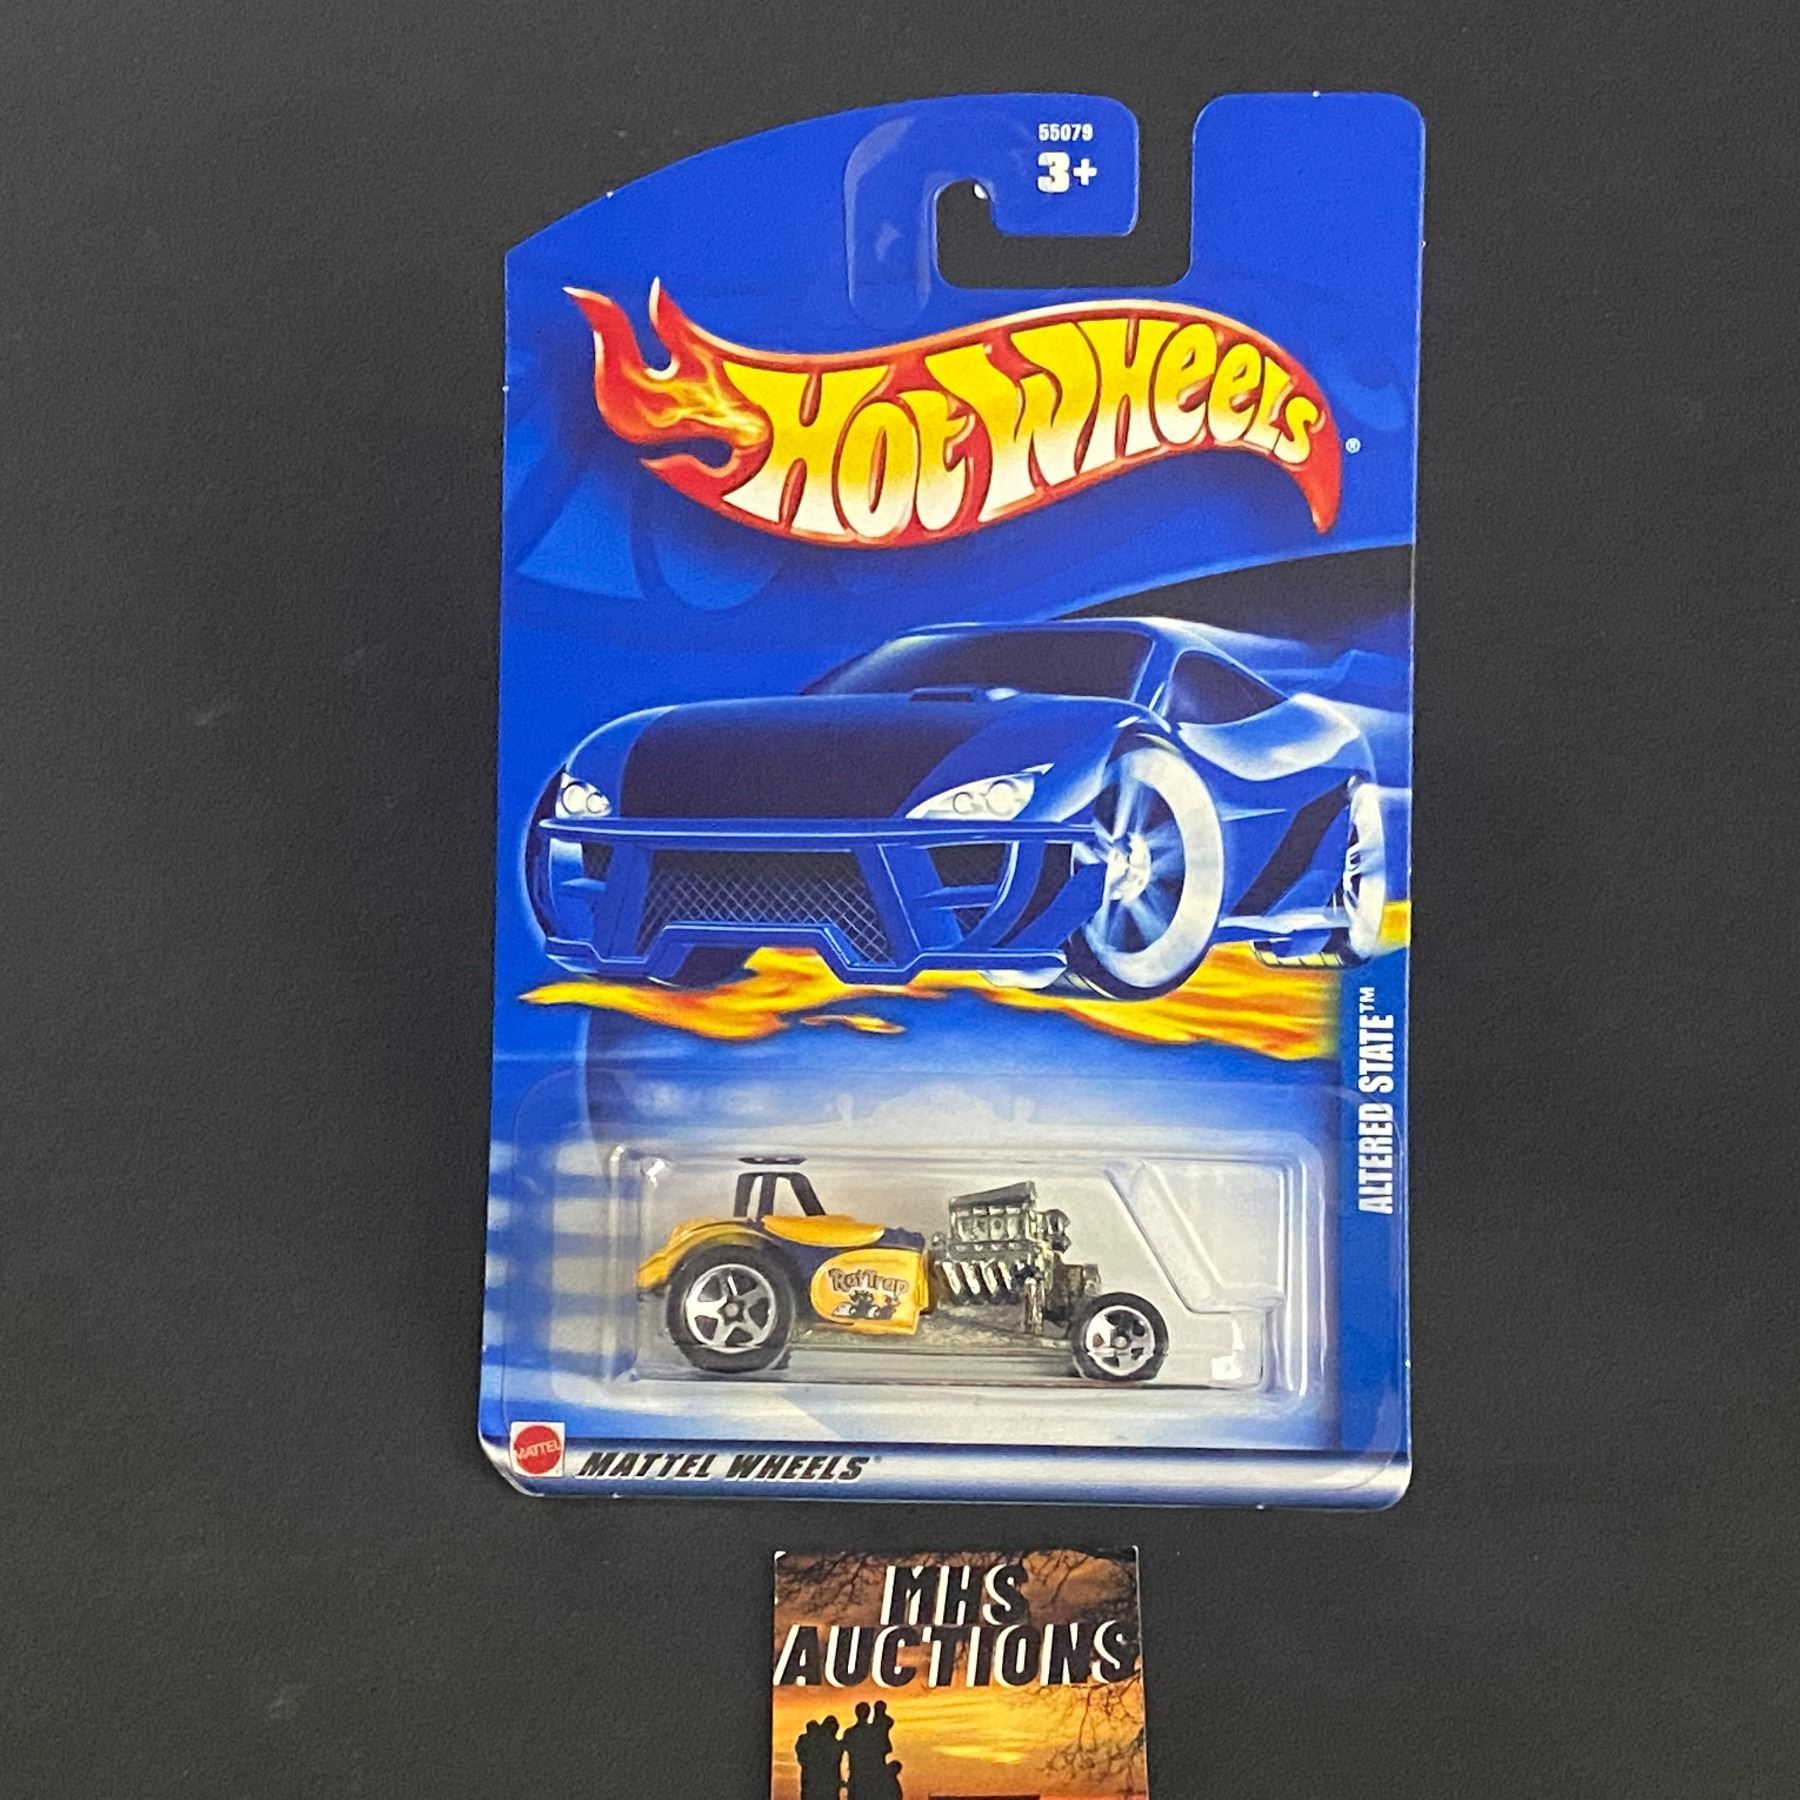 55079
3+
HOT WHEELS®
ALTERED STATE™
Rat Trap
MATTEL
MATTEL WHEELS
MHS
AUCTIONS